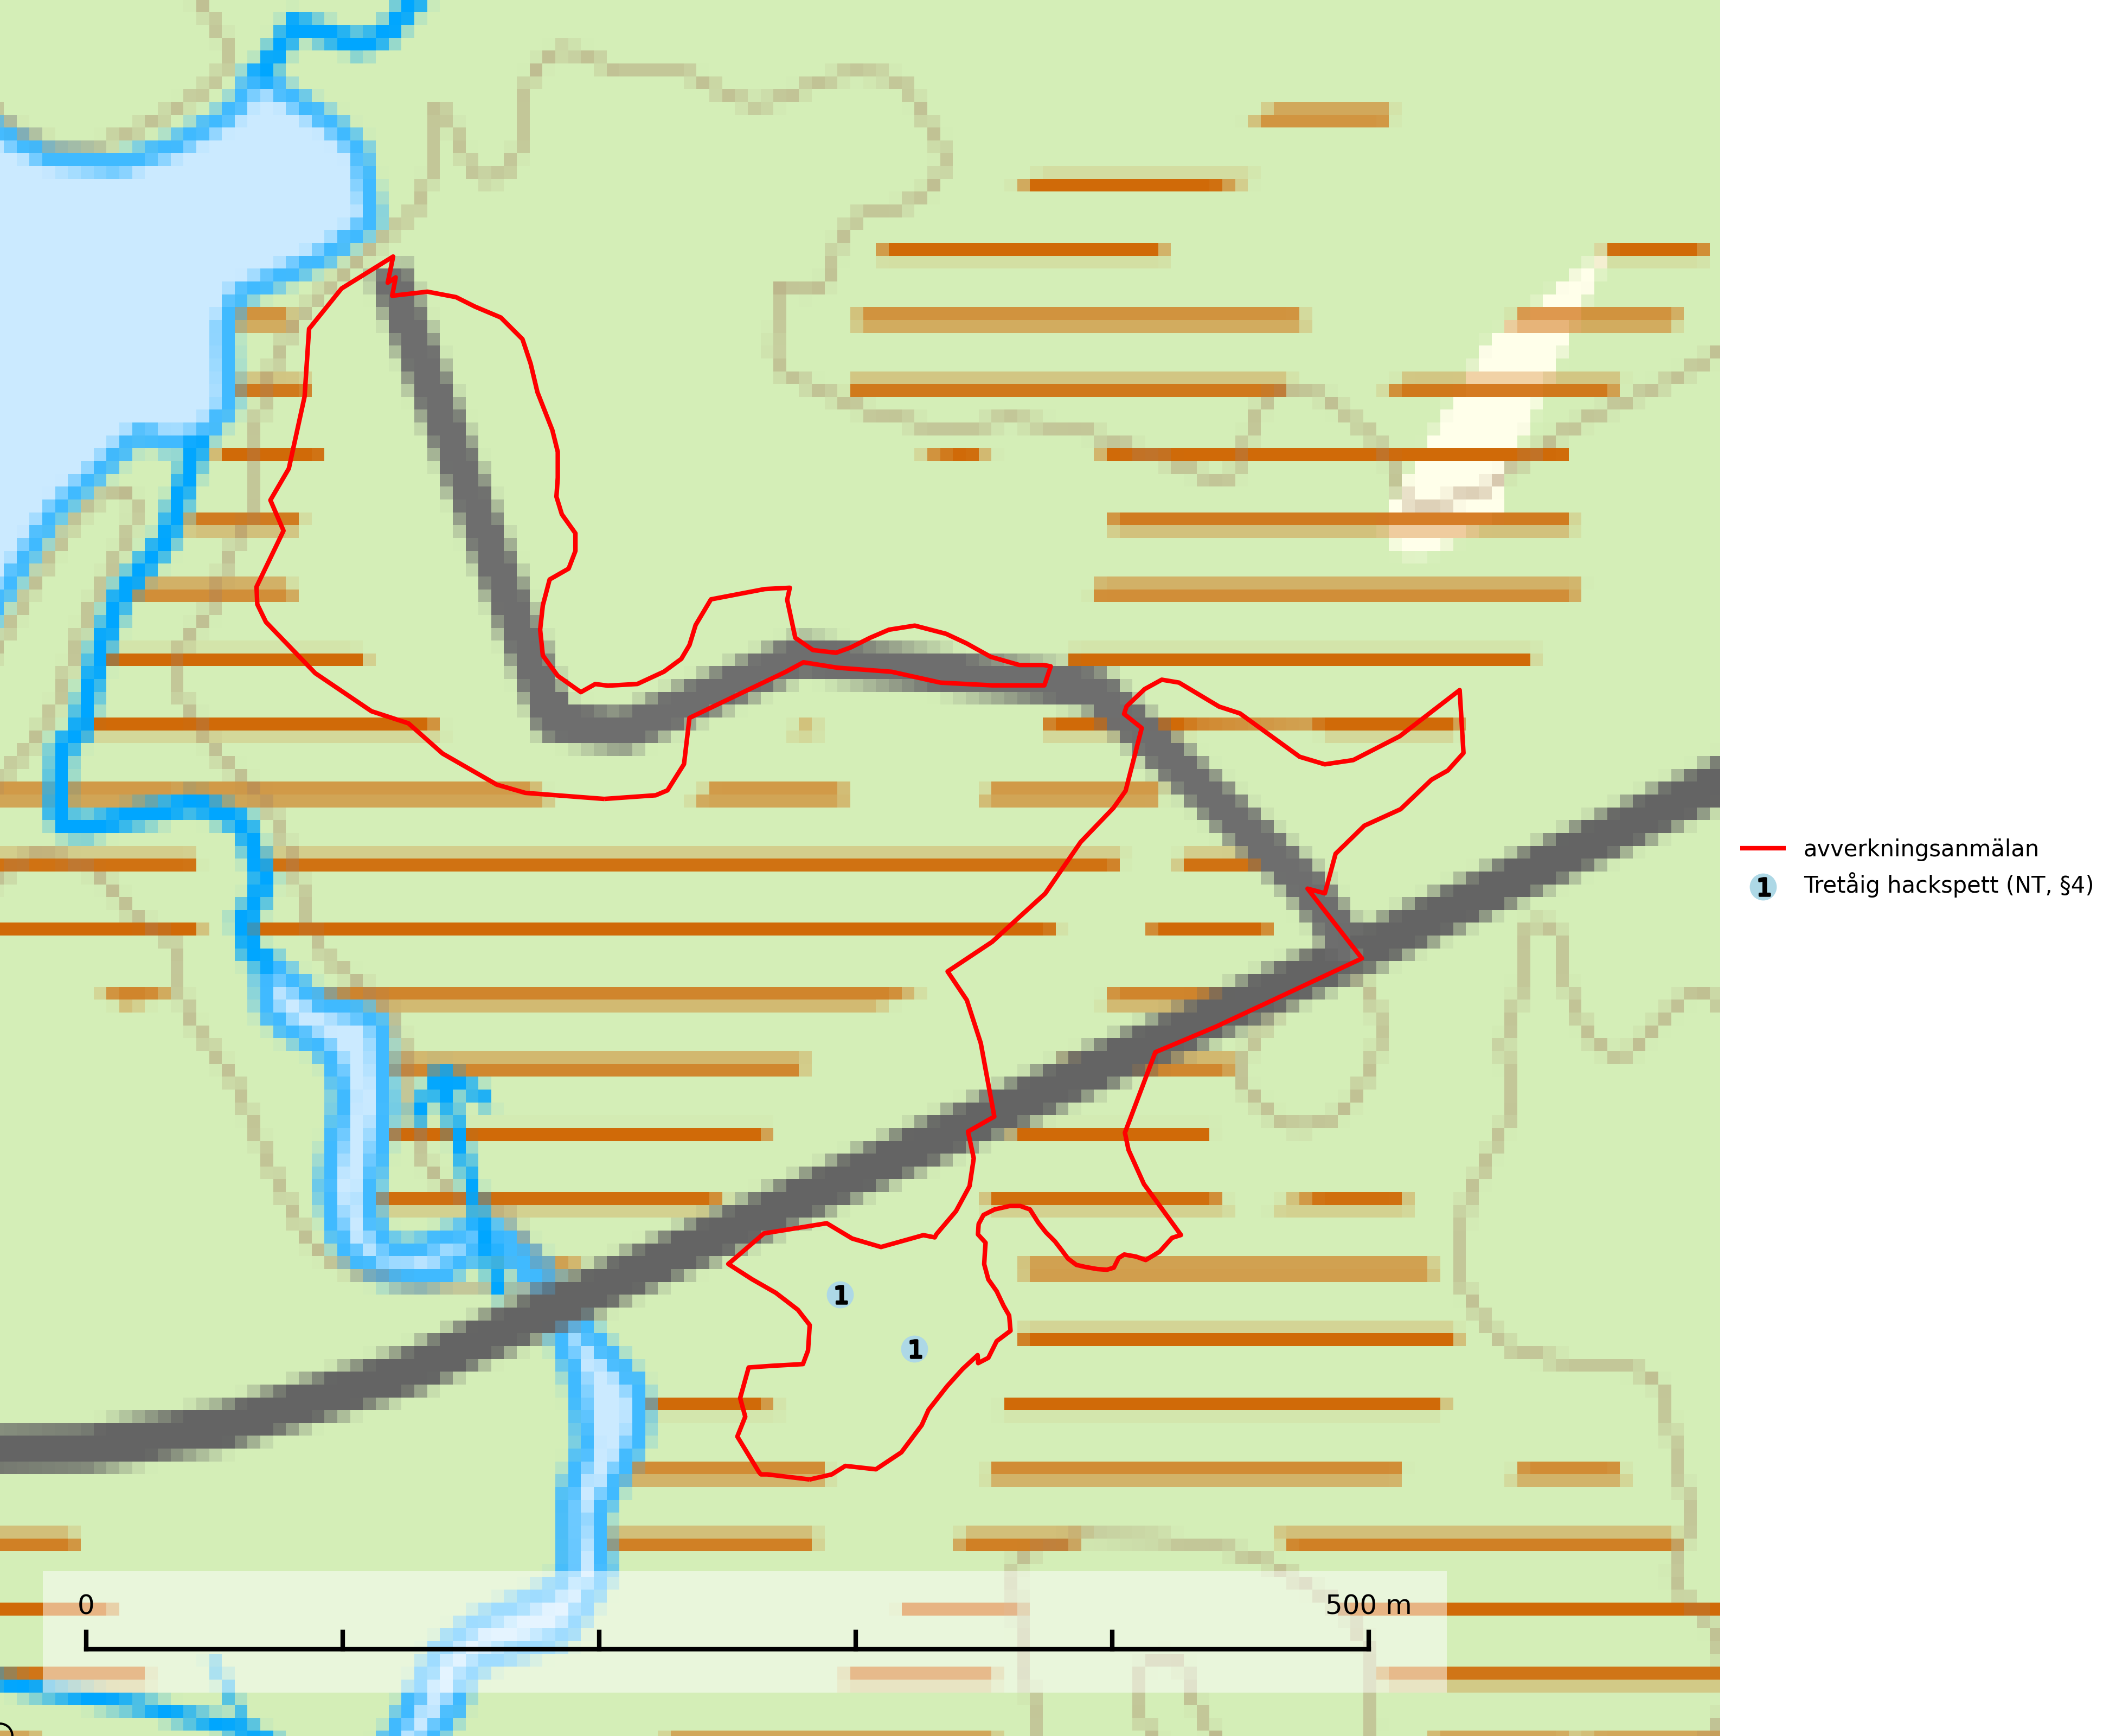 avverkningsanmälan
1 Tretåig hackspett (NT, §4)
1
1
0 500 m